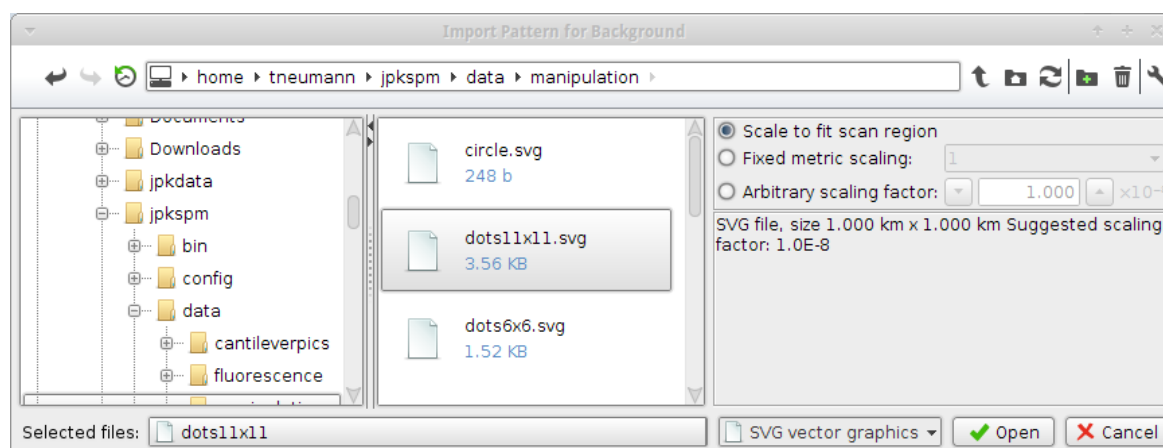 Import Pattern for Background
home tneumann jpkspm data manipulation
Documents
Downloads
jpkdata
jpkspm
bin
config
data
cantileverpics
fluorescence
circle.svg
248 b
dots11x11.svg
3.56 KB
dots6x6.svg
1.52 KB
Scale to fit scan region
Fixed metric scaling: 1
Arbitrary scaling factor: 1.000
SVG file, size 1.000 km x 1.000 km Suggested scaling
factor: 1.0E-8
Selected files: dots11x11
SVG vector graphics
Open
Cancel